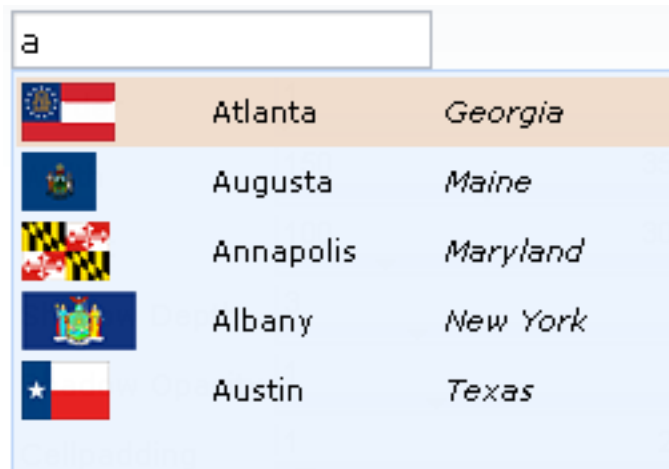 a
Atlanta Georgia
Augusta Maine
Annapolis Maryland
Albany New York
Austin Texas